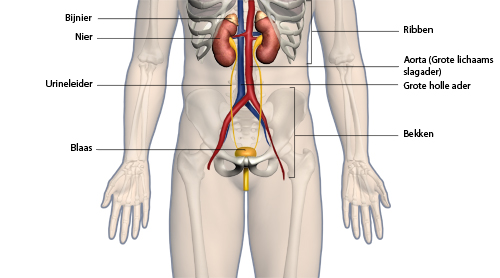 Bijnier
Nier
Urineleider
Blaas
Ribben
Aorta (Grote lichaams
slagader)
Grote holle ader
Bekken